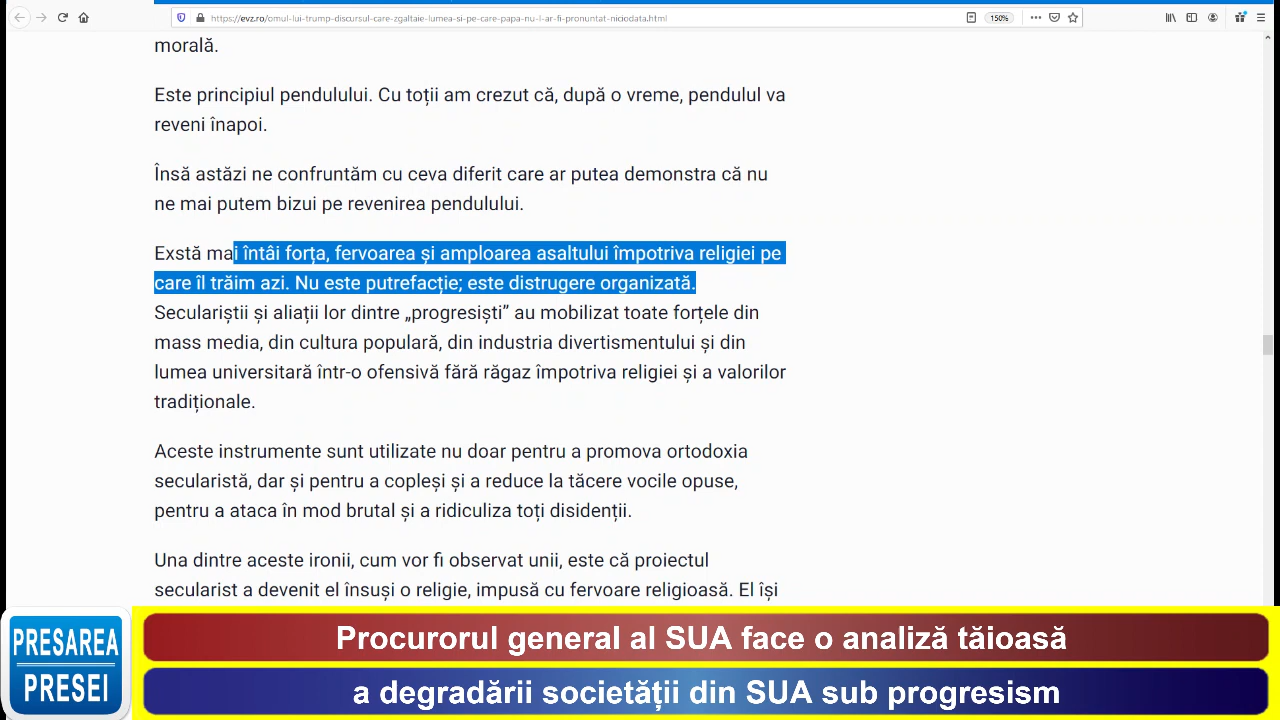 https://evz.ro/omul-lui-trump-discursul-care-zgaltaie-lumea-si-pe-care-papa-nu-l-ar-fi-pronuntat-niciodata.html
150%
morală.
Este principiul pendulului. Cu toții am crezut că, după o vreme, pendulul va
reveni înapoi.
Însă astăzi ne confruntăm cu ceva diferit care ar putea demonstra că nu
ne mai putem bizui pe revenirea pendulului.
Exstă mai întâi forța, fervoarea și amploarea asaltului împotriva religiei pe
care îl trăim azi. Nu este putrefacție; este distrugere organizată.
Seculariștii și aliații lor dintre „progresiști” au mobilizat toate forțele din
mass media, din cultura populară, din industria divertismentului și din
lumea universitară într-o ofensivă fără răgaz împotriva religiei și a valorilor
tradiționale.
Aceste instrumente sunt utilizate nu doar pentru a promova ortodoxia
secularistă, dar și pentru a copleși și a reduce la tăcere vocile opuse,
pentru a ataca în mod brutal și a ridiculiza toți disidenții.
Una dintre aceste ironii, cum vor fi observat unii, este că proiectul
secularist a devenit el însuși o religie, impusă cu fervoare religioasă. El își
PRESAREA
PRESEI
Procurorul general al SUA face o analiză tăioasă
a degradării societății din SUA sub progresism